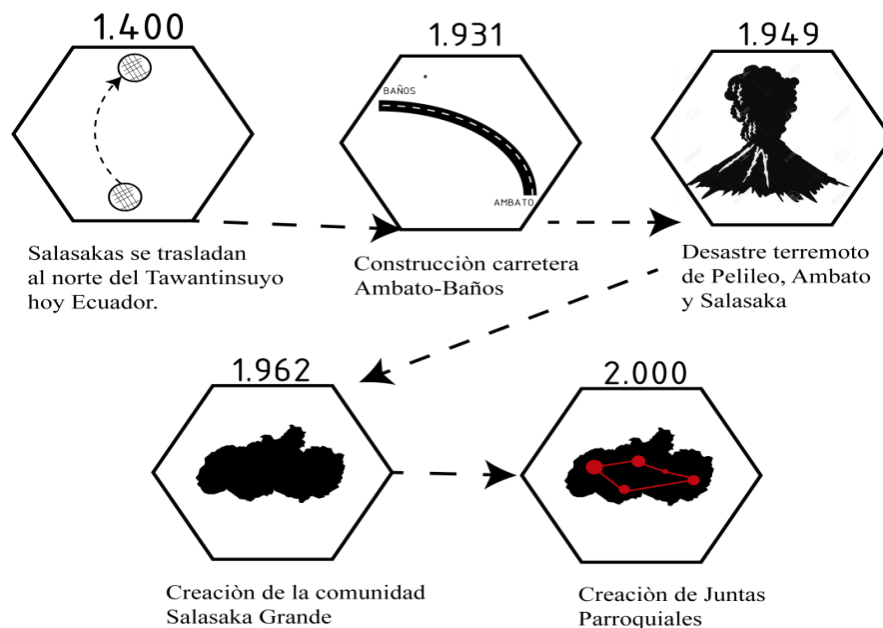 1.400
1.931
1.949
BAÑOS
AMBATO
Salasakas se trasladan
al norte del Tawantinsuyo
hoy Ecuador.
Construcciòn carretera
Ambato-Baños
Desastre terremoto
de Pelileo, Ambato
y Salasaka
1.962
2.000
Creaciòn de la comunidad
Salasaka Grande
Creaciòn de Juntas
Parroquiales